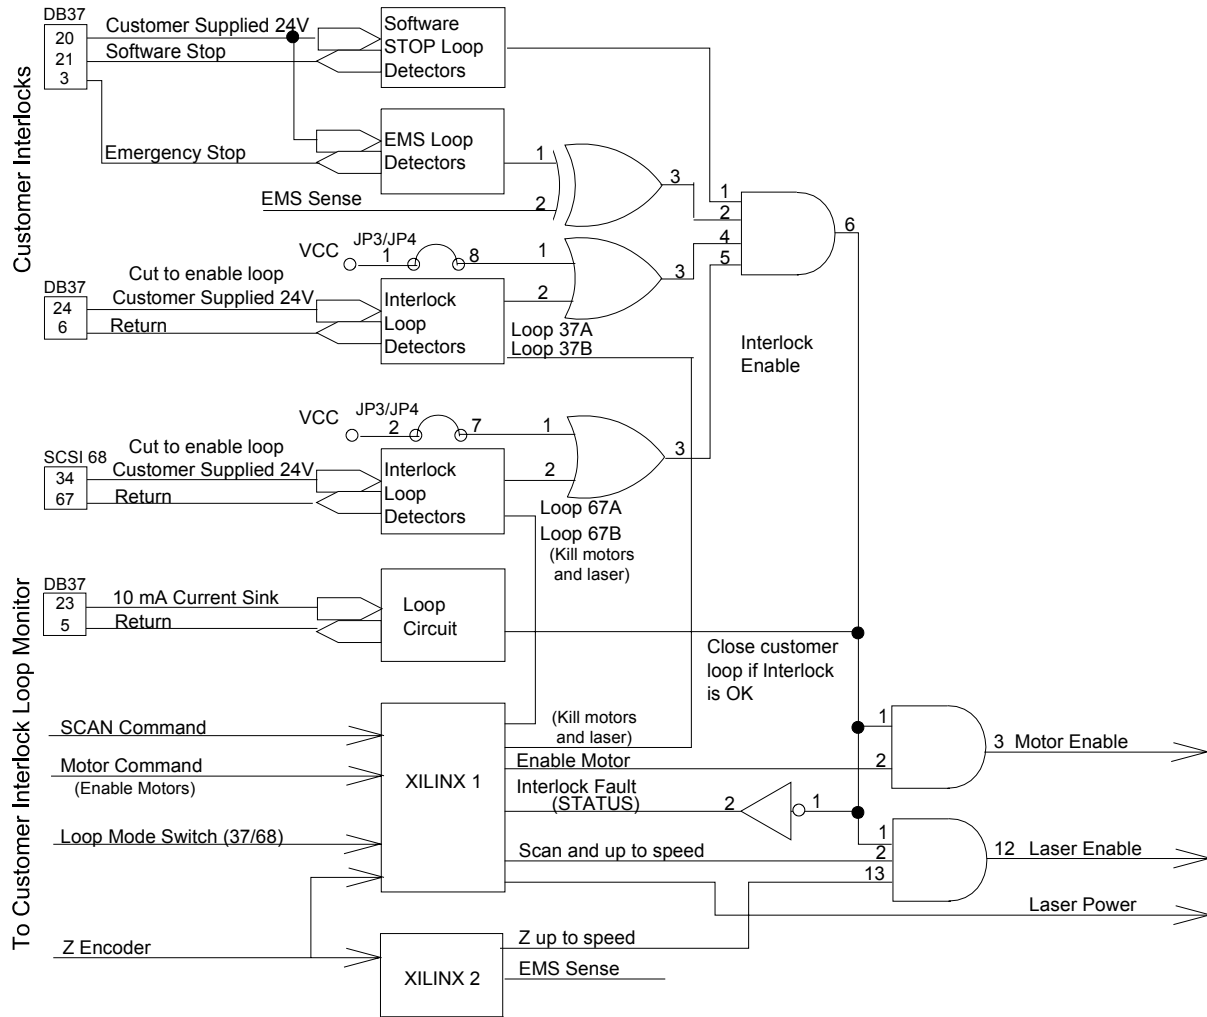 DB37
20
21
3
Customer Supplied 24V
Software Stop
Emergency Stop
Customer Interlocks
Software
STOP Loop
Detectors
EMS Loop
Detectors
EMS Sense
1
2
3
1
2
4
5
6
VCC
JP3/JP4
1
8
1
2
3
DB37
24
6
Cut to enable loop
Customer Supplied 24V
Return
Interlock
Loop
Detectors
Loop 37A
Loop 37B
Interlock
Enable
VCC
JP3/JP4
2
7
1
2
3
SCSI 68
34
67
Cut to enable loop
Customer Supplied 24V
Return
Interlock
Loop
Detectors
Loop 67A
Loop 67B
(Kill motors
and laser)
To Customer Interlock Loop Monitor
DB37
23
5
10 mA Current Sink
Return
Loop
Circuit
Close customer
loop if Interlock
is OK
SCAN Command
Motor Command
(Enable Motors)
Loop Mode Switch (37/68)
Z Encoder
XILINX 1
(Kill motors
and laser)
Enable Motor
Interlock Fault
(STATUS)
2
1
Scan and up to speed
1
2
3 Motor Enable
1
2
13
12 Laser Enable
Laser Power
XILINX 2
Z up to speed
EMS Sense